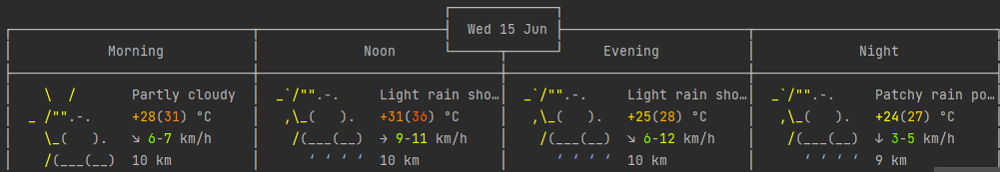 Wed 15 Jun
Morning Noon Evening Night
Partly cloudy Light rain sho… Light rain sho… Patchy rain po…
+28(31) °C +31(36) °C +25(28) °C +24(27) °C
↘ 6-7 km/h → 9-11 km/h ↘ 6-12 km/h ↓ 3-5 km/h
10 km 10 km 10 km 9 km